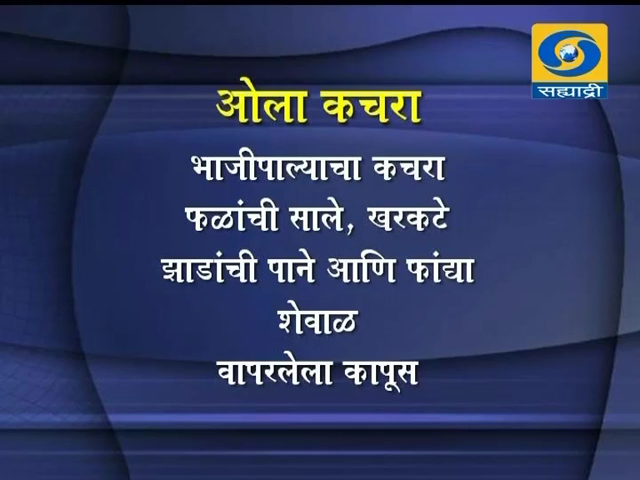 सह्याद्री
ओला कचरा
भाजीपाल्याचा कचरा
फळांची साले, खरकटे
झाडांची पाने आणि फांद्या
शेवाळ
वापरलेला कापूस